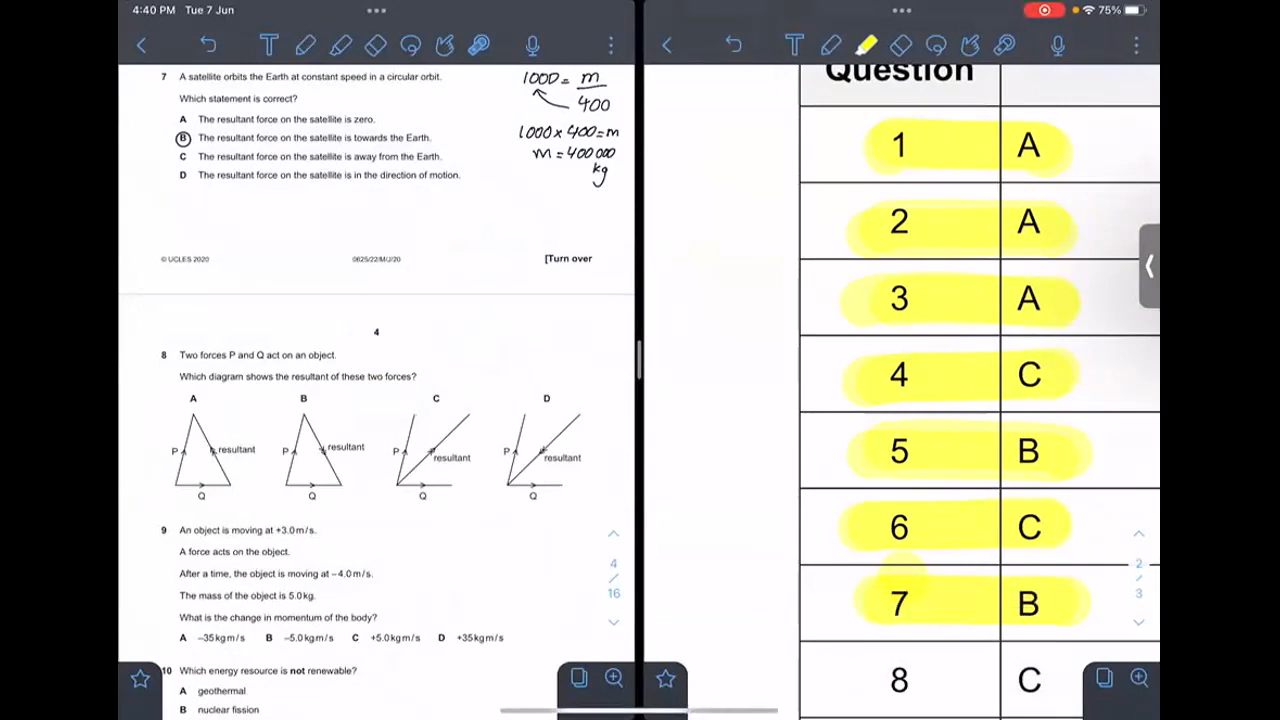 4:40 PM Tue 7 Jun
75%
7 A satellite orbits the Earth at constant speed in a circular orbit.
Which statement is correct?
A The resultant force on the satellite is zero.
B The resultant force on the satellite is towards the Earth.
C The resultant force on the satellite is away from the Earth.
D The resultant force on the satellite is in the direction of motion.
1000 = m
400
1000 × 400 = m
m = 400 000
kg
© UCLES 2020 0625/22/M/J/20 [Turn over
4
8 Two forces P and Q act on an object.
Which diagram shows the resultant of these two forces?
A B C D
P resultant P resultant P resultant P resultant
Q Q Q Q
9 An object is moving at +3.0 m/s.
A force acts on the object.
After a time, the object is moving at –4.0 m/s.
The mass of the object is 5.0 kg.
What is the change in momentum of the body?
A –35 kg m/s B –5.0 kg m/s C +5.0 kg m/s D +35 kg m/s
10 Which energy resource is not renewable?
A geothermal
B nuclear fission
4
/
16
Question
1 A
2 A
3 A
4 C
5 B
6 C
7 B
8 C
2
/
3